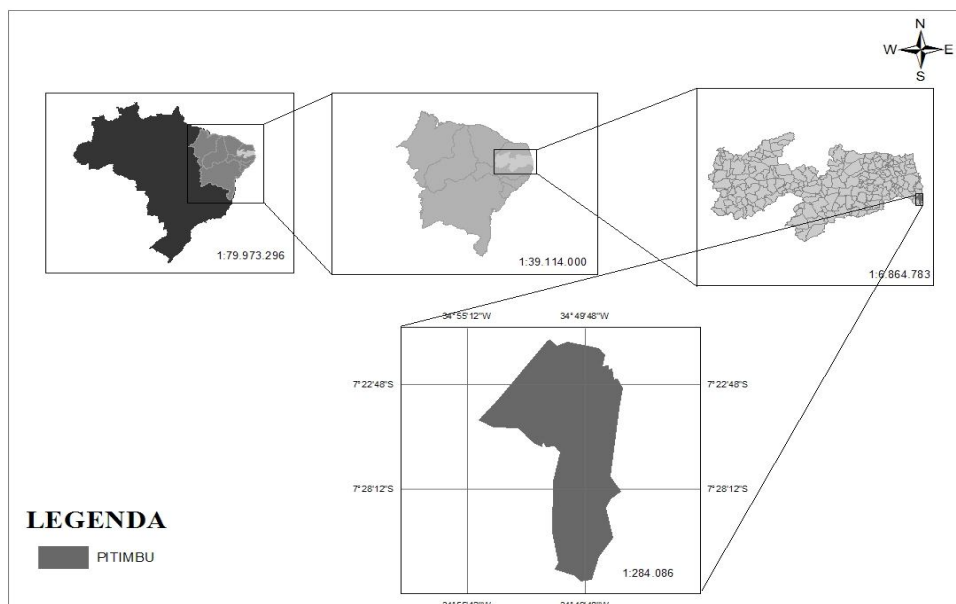 N
W E
S
1:79.973.296
1:39.114.000
1:6.864.783
34°55'12"W 34°49'48"W
7°22'48"S 7°22'48"S
7°28'12"S 7°28'12"S
LEGENDA
PITIMBU
1:284.086